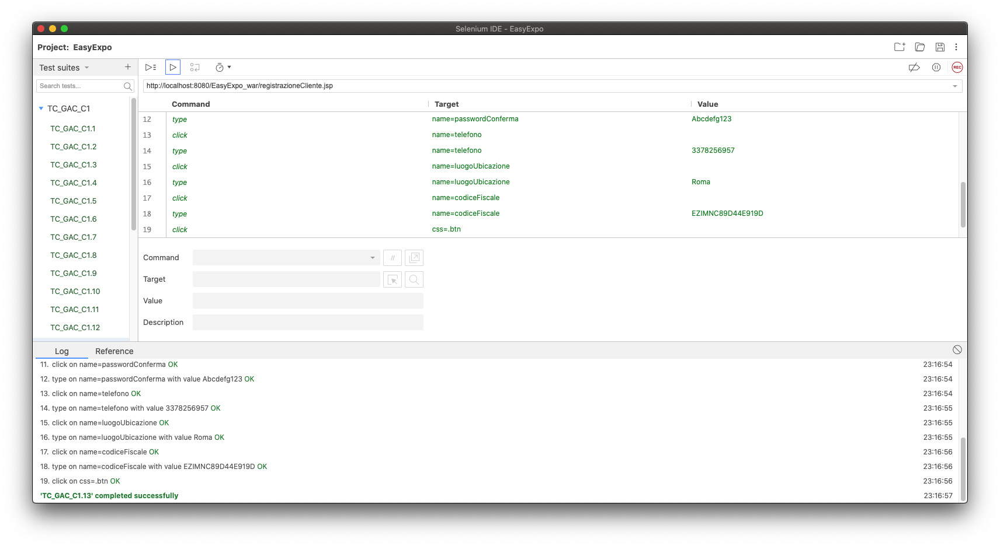 Selenium IDE - EasyExpo
Project: EasyExpo
Test suites
+
Search tests...
TC_GAC_C1
TC_GAC_C1.1
TC_GAC_C1.2
TC_GAC_C1.3
TC_GAC_C1.4
TC_GAC_C1.5
TC_GAC_C1.6
TC_GAC_C1.7
TC_GAC_C1.8
TC_GAC_C1.9
TC_GAC_C1.10
TC_GAC_C1.11
TC_GAC_C1.12
REC
http://localhost:8080/EasyExpo_war/registrazioneCliente.jsp
Command Target Value
12 type name=passwordConferma Abcdefg123
13 click name=telefono
14 type name=telefono 3378256957
15 click name=luogoUbicazione
16 type name=luogoUbicazione Roma
17 click name=codiceFiscale
18 type name=codiceFiscale EZIMNC89D44E919D
19 click css=.btn
Command //
Target
Value
Description
Log Reference
11. click on name=passwordConferma OK 23:16:54
12. type on name=passwordConferma with value Abcdefg123 OK 23:16:54
13. click on name=telefono OK 23:16:54
14. type on name=telefono with value 3378256957 OK 23:16:55
15. click on name=luogoUbicazione OK 23:16:55
16. type on name=luogoUbicazione with value Roma OK 23:16:55
17. click on name=codiceFiscale OK 23:16:56
18. type on name=codiceFiscale with value EZIMNC89D44E919D OK 23:16:56
19. click on css=.btn OK 23:16:56
'TC_GAC_C1.13' completed successfully 23:16:57